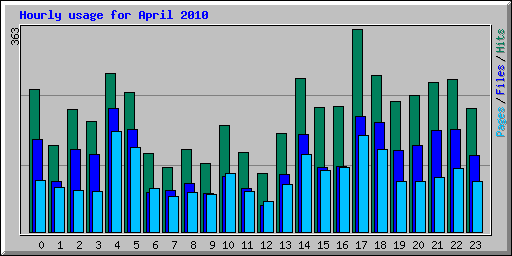 Hourly usage for April 2010
363
Pages / Files / Hits
0 1 2 3 4 5 6 7 8 9 10 11 12 13 14 15 16 17 18 19 20 21 22 23